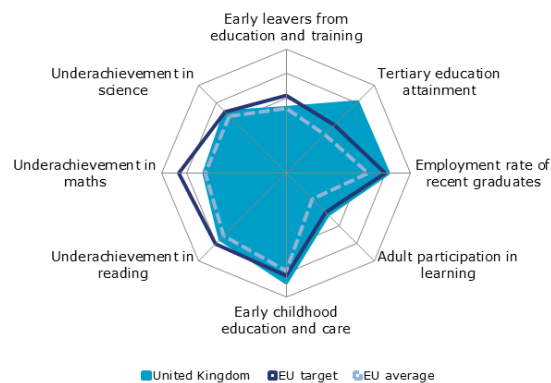 Early leavers from
education and training
Underachievement in
science
Tertiary education
attainment
Underachievement in
maths
Employment rate of
recent graduates
Underachievement in
reading
Adult participation in
learning
Early childhood
education and care
United Kingdom EU target EU average